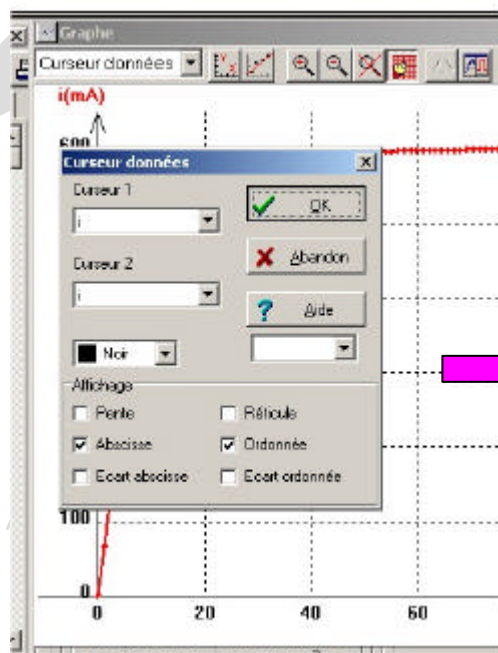 Graphe
Curseur données
i(mA)
600
Curseur données
Curseur 1
i
OK
Curseur 2
Abandon
i
Aide
Noir
Affichage
Pente
Réticule
Abscisse
Ordonnée
Ecart abscisse
Ecart ordonnée
100
0
0
20
40
60